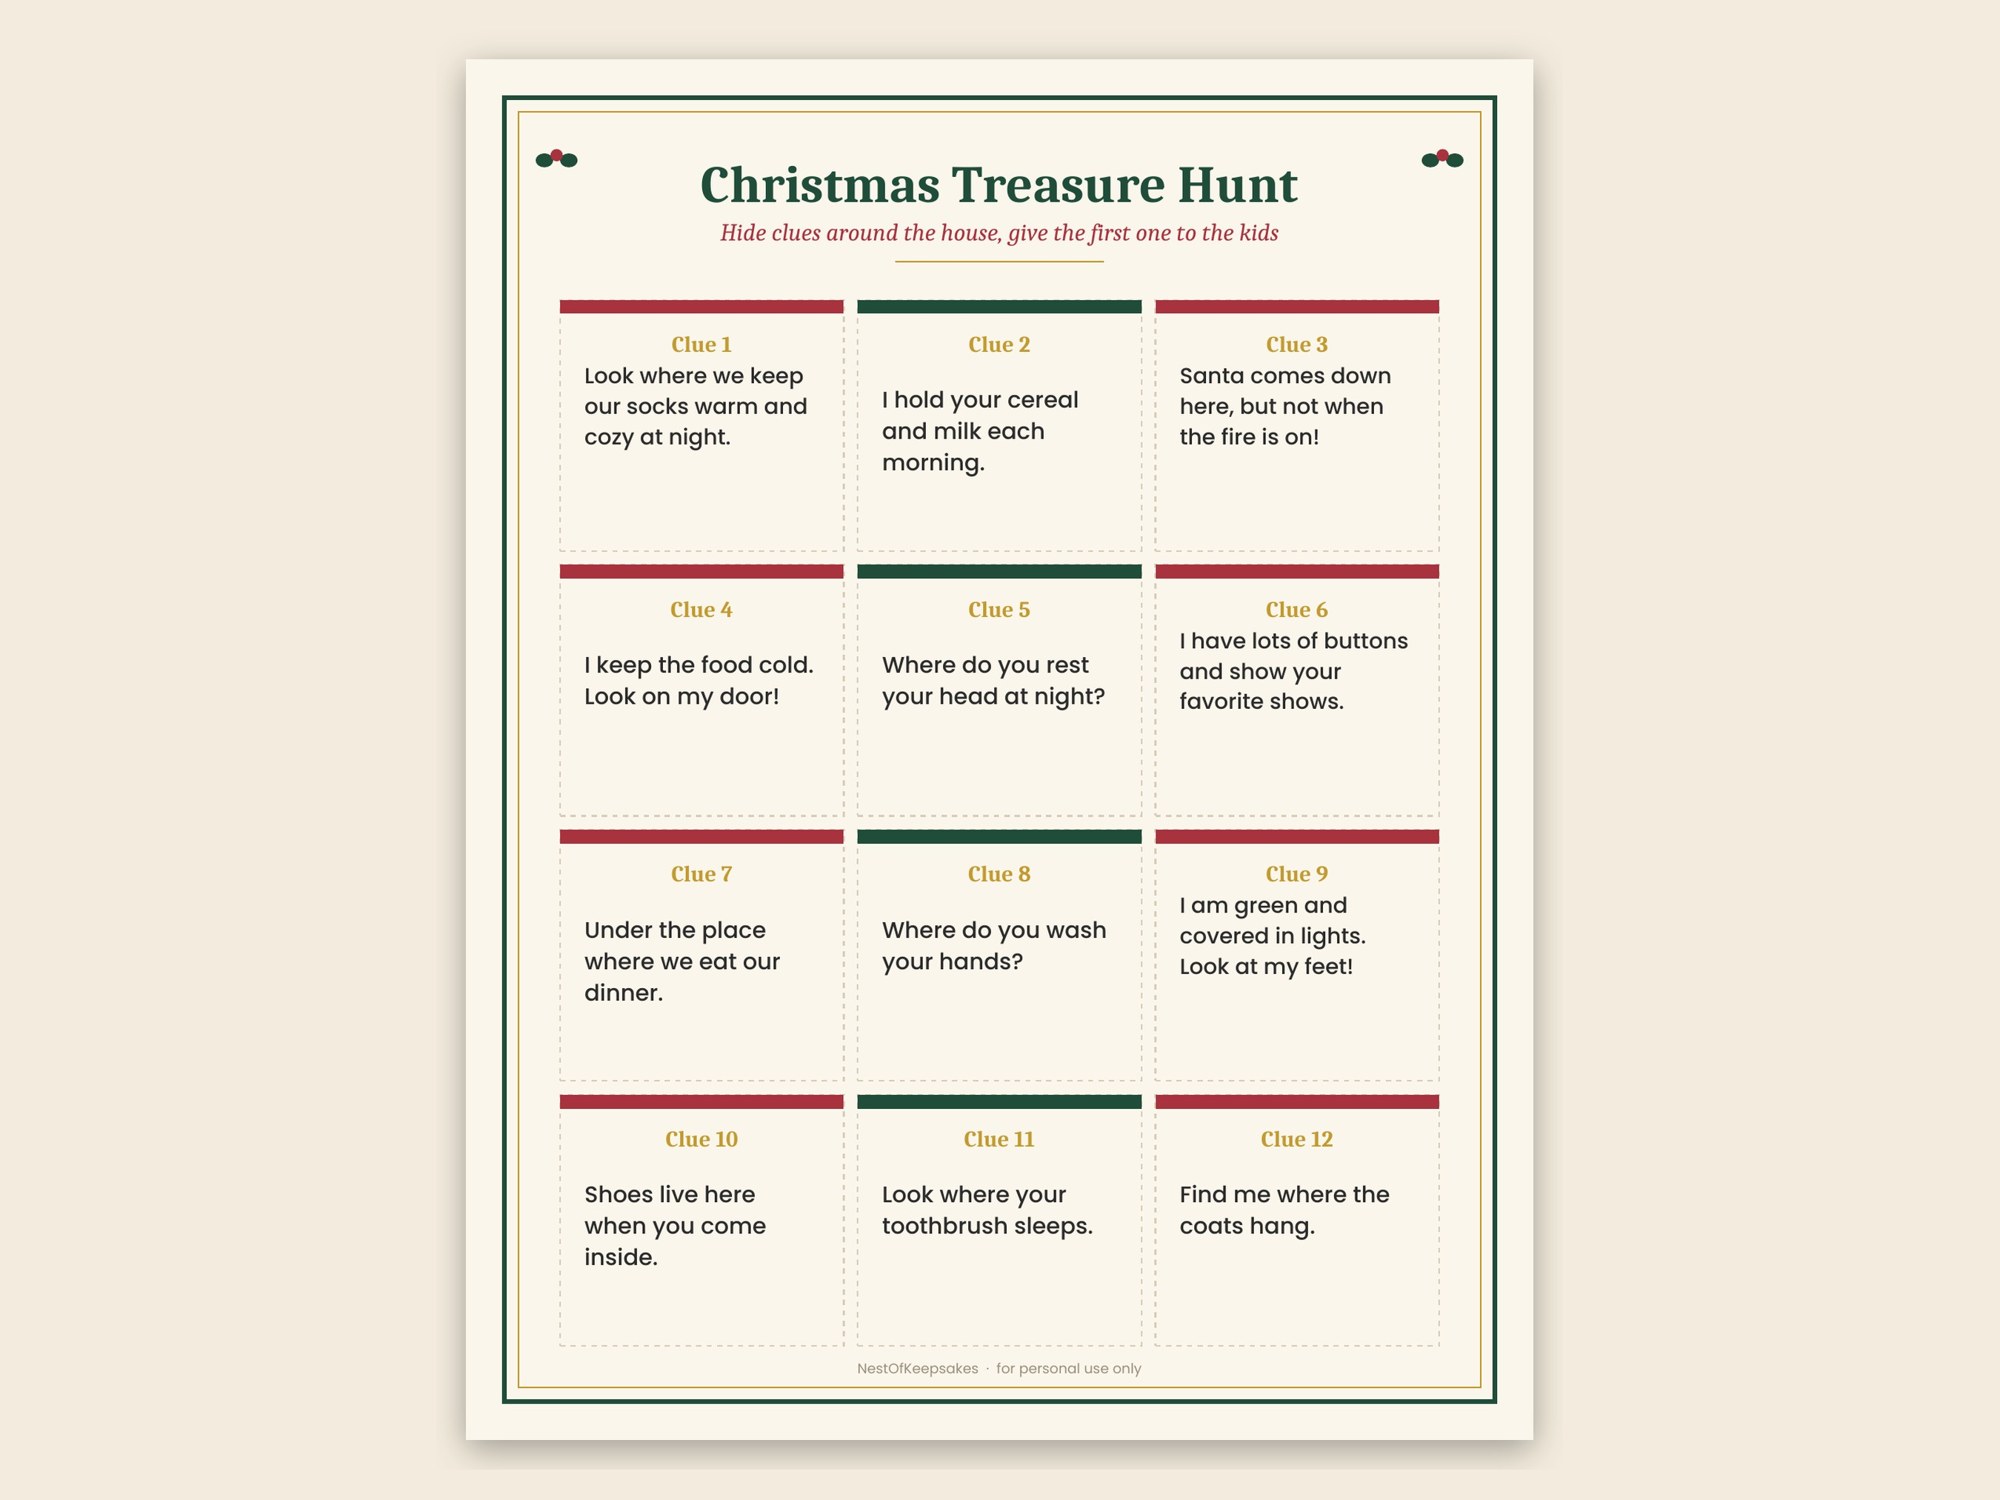 Christmas Treasure Hunt
Hide clues around the house, give the first one to the kids
Clue 1
Look where we keep
our socks warm and
cozy at night.
Clue 2
I hold your cereal
and milk each
morning.
Clue 3
Santa comes down
here, but not when
the fire is on!
Clue 4
I keep the food cold.
Look on my door!
Clue 5
Where do you rest
your head at night?
Clue 6
I have lots of buttons
and show your
favorite shows.
Clue 7
Under the place
where we eat our
dinner.
Clue 8
Where do you wash
your hands?
Clue 9
I am green and
covered in lights.
Look at my feet!
Clue 10
Shoes live here
when you come
inside.
Clue 11
Look where your
toothbrush sleeps.
Clue 12
Find me where the
coats hang.
NestOfKeepsakes · for personal use only